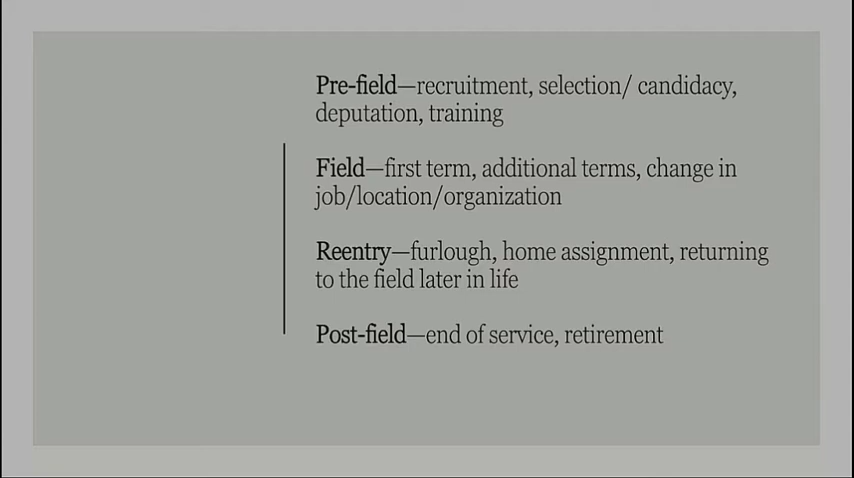 Pre-field—recruitment, selection/ candidacy,
deputation, training
Field—first term, additional terms, change in
job/location/organization
Reentry—furlough, home assignment, returning
to the field later in life
Post-field—end of service, retirement